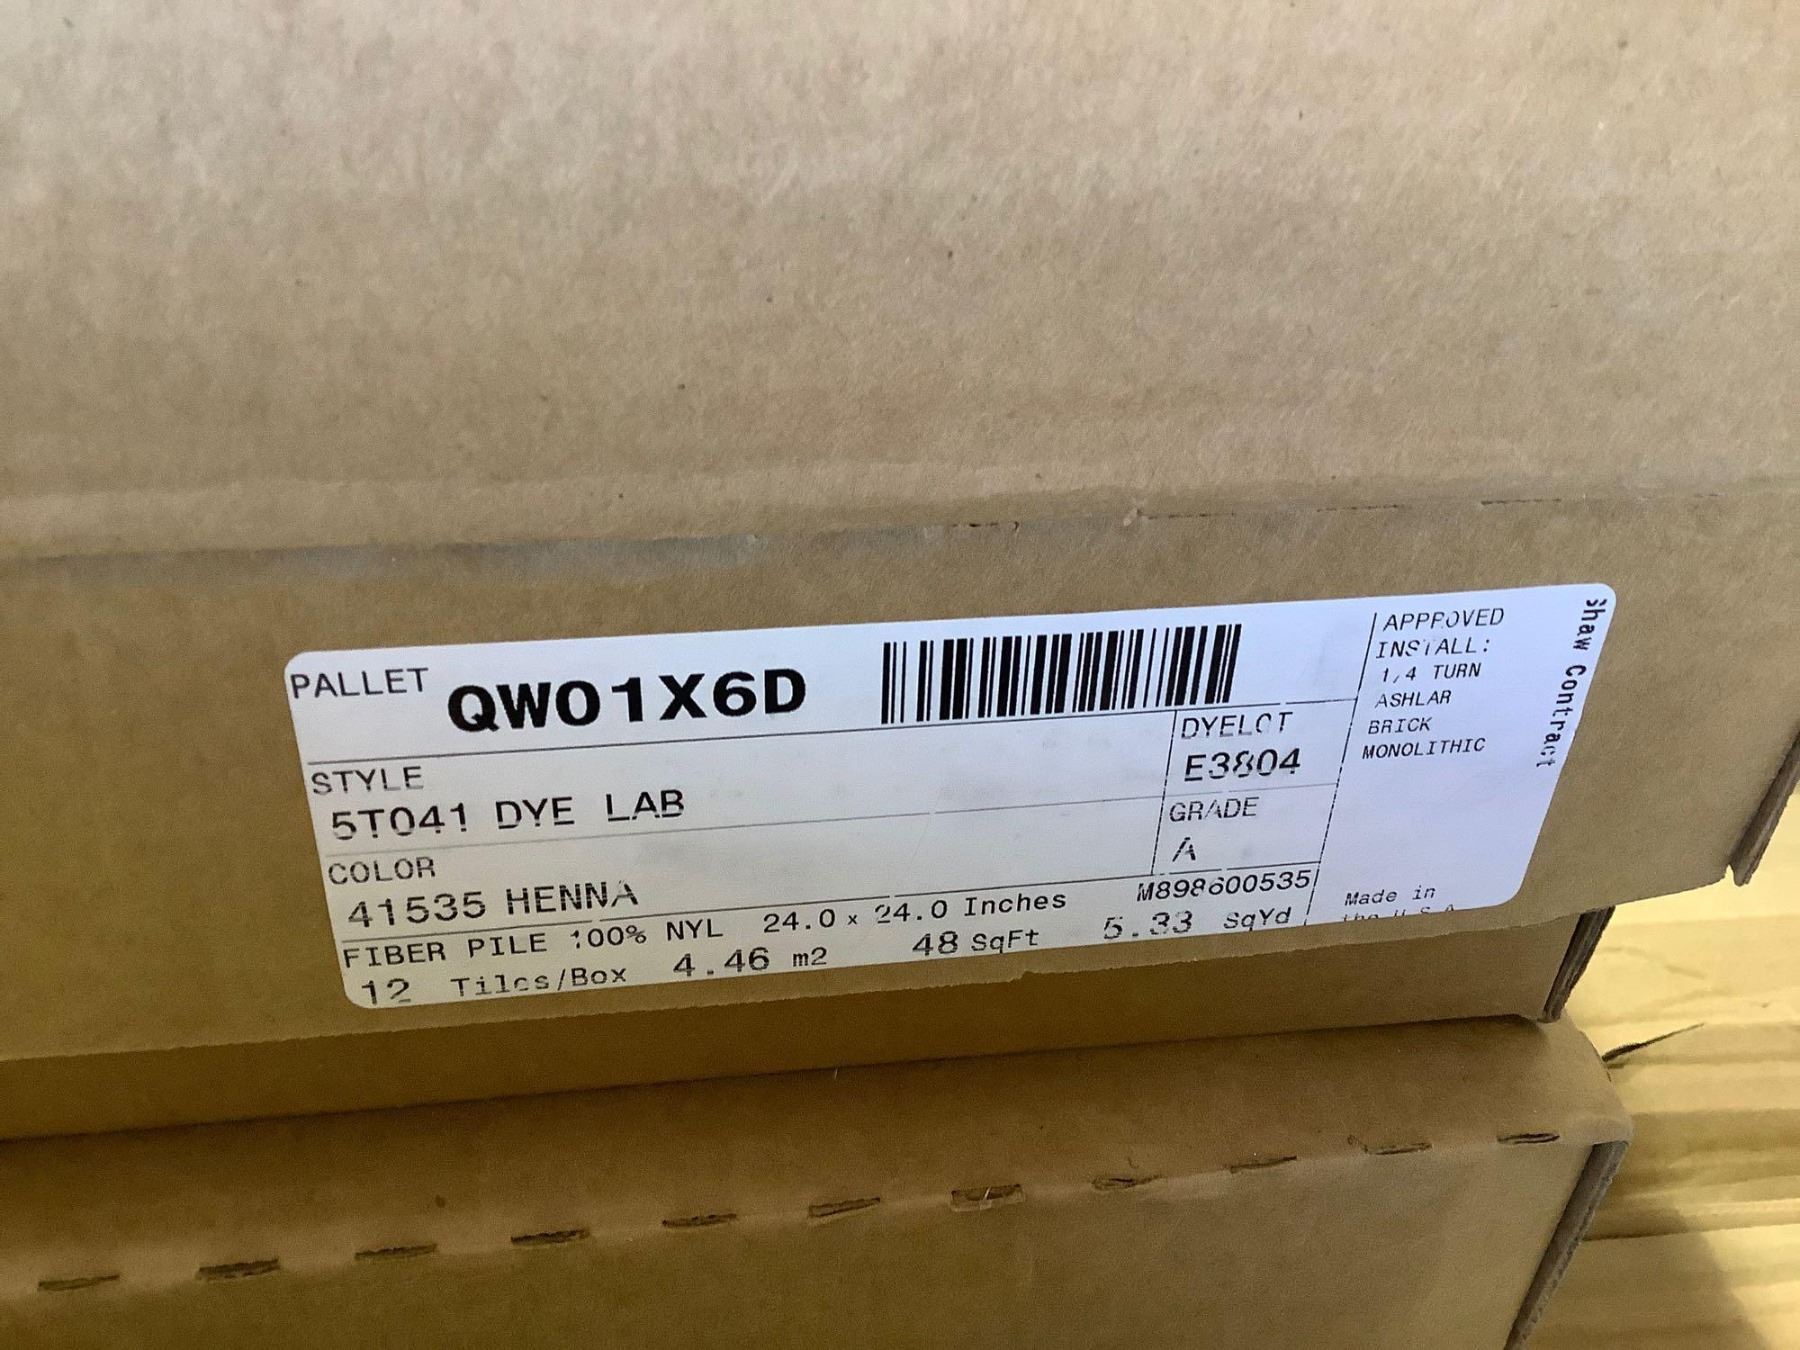 PALLET QW01X6D
STYLE
5T041 DYE LAB
COLOR
41535 HENNA
DYELOT
E3804
GRADE
A
FIBER PILE 100% NYL 24.0 x 24.0 Inches M898600535
12 Tiles/Box 4.46 m2 48 SqFt 5.33 SqYd
APPROVED
INSTALL:
1/4 TURN
ASHLAR
BRICK
MONOLITHIC
Made in
the U.S.A.
Shaw Contract